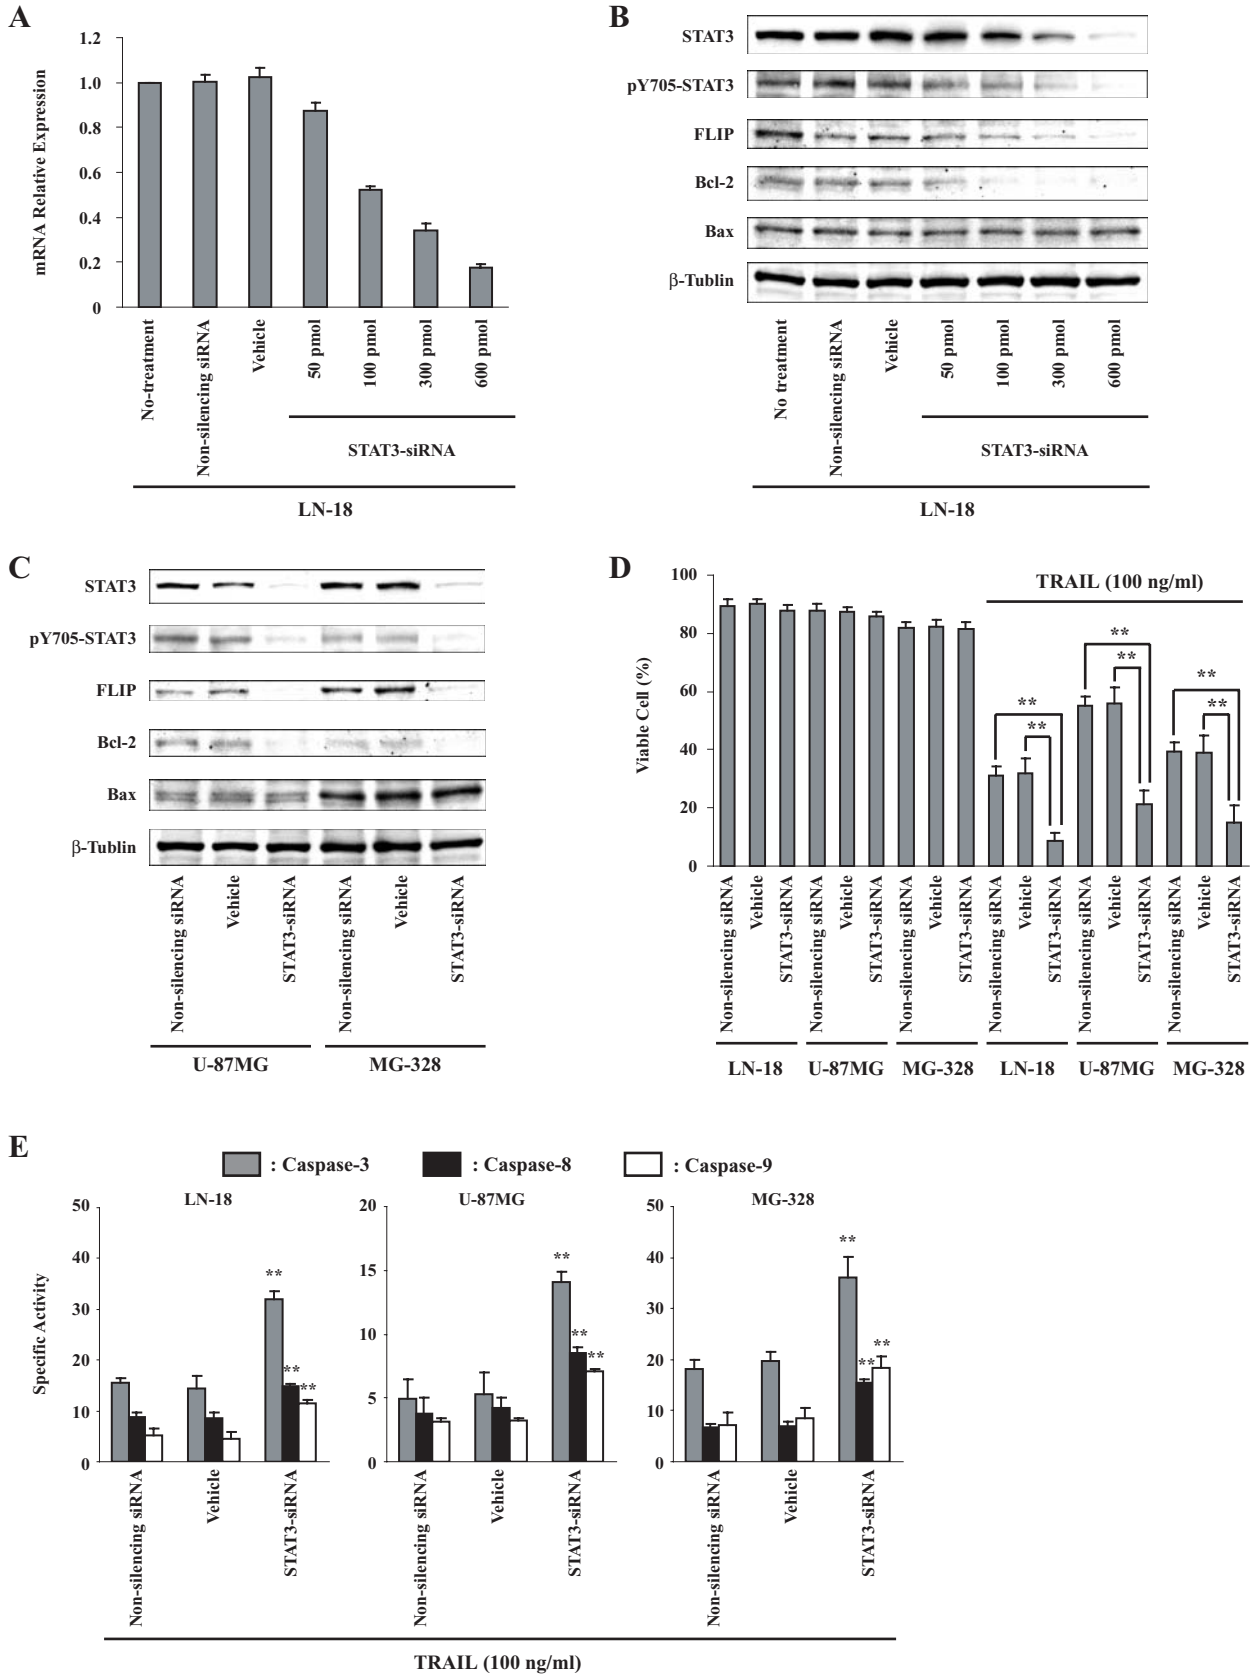 A
mRNA Relative Expression
1.2
1.0
0.8
0.6
0.4
0.2
0
No-treatment
Non-silencing siRNA
Vehicle
50 pmol
100 pmol
300 pmol
600 pmol
STAT3-siRNA
LN-18
B
STAT3
pY705-STAT3
FLIP
Bcl-2
Bax
β-Tublin
No treatment
Non-silencing siRNA
Vehicle
50 pmol
100 pmol
300 pmol
600 pmol
STAT3-siRNA
LN-18
C
STAT3
pY705-STAT3
FLIP
Bcl-2
Bax
β-Tublin
Non-silencing siRNA
Vehicle
STAT3-siRNA
Non-silencing siRNA
Vehicle
STAT3-siRNA
U-87MG MG-328
D
Viable Cell (%)
100
80
60
40
20
0
TRAIL (100 ng/ml)
** **
** **
** **
Non-silencing siRNA
Vehicle
STAT3-siRNA
Non-silencing siRNA
Vehicle
STAT3-siRNA
Non-silencing siRNA
Vehicle
STAT3-siRNA
Non-silencing siRNA
Vehicle
STAT3-siRNA
Non-silencing siRNA
Vehicle
STAT3-siRNA
Non-silencing siRNA
Vehicle
STAT3-siRNA
LN-18 U-87MG MG-328 LN-18 U-87MG MG-328
E
: Caspase-3 : Caspase-8 : Caspase-9
Specific Activity
LN-18
50
40
30
20
10
0
** ** **
Non-silencing siRNA
Vehicle
STAT3-siRNA
U-87MG
20
15
10
5
0
** ** **
Non-silencing siRNA
Vehicle
STAT3-siRNA
MG-328
50
40
30
20
10
0
** ** **
Non-silencing siRNA
Vehicle
STAT3-siRNA
TRAIL (100 ng/ml)